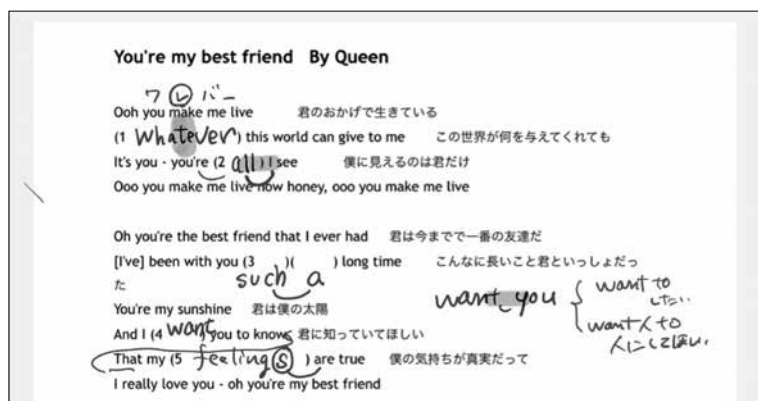 You're my best friend By Queen
ワレバー
Ooh you make me live 君のおかげで生きている
(1 whatever) this world can give to me この世界が何を与えてくれても
It's you - you're (2 all) I see 僕に見えるのは君だけ
Ooo you make me live now honey, ooo you make me live
Oh you're the best friend that I ever had 君は今までで一番の友達だ
[I've] been with you (3 )( ) long time こんなに長いこと君といっしょだっ
た such a
You're my sunshine 君は僕の太陽
want you
want to
したい
And I (4 want) you to know 君に知っていてほしい
want 人 to
人にしてほしい
That my (5 feelings ) are true 僕の気持ちが真実だって
I really love you - oh you're my best friend